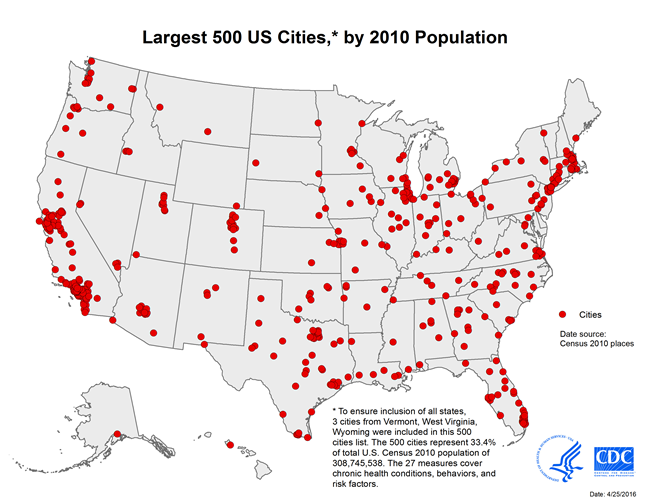 Largest 500 US Cities,* by 2010 Population
Cities
Date source:
Census 2010 places
* To ensure inclusion of all states,
3 cities from Vermont, West Virginia,
Wyoming were included in this 500
cities list. The 500 cities represent 33.4%
of total U.S. Census 2010 population of
308,745,538. The 27 measures cover
chronic health conditions, behaviors, and
risk factors.
CDC
Date: 4/25/2016